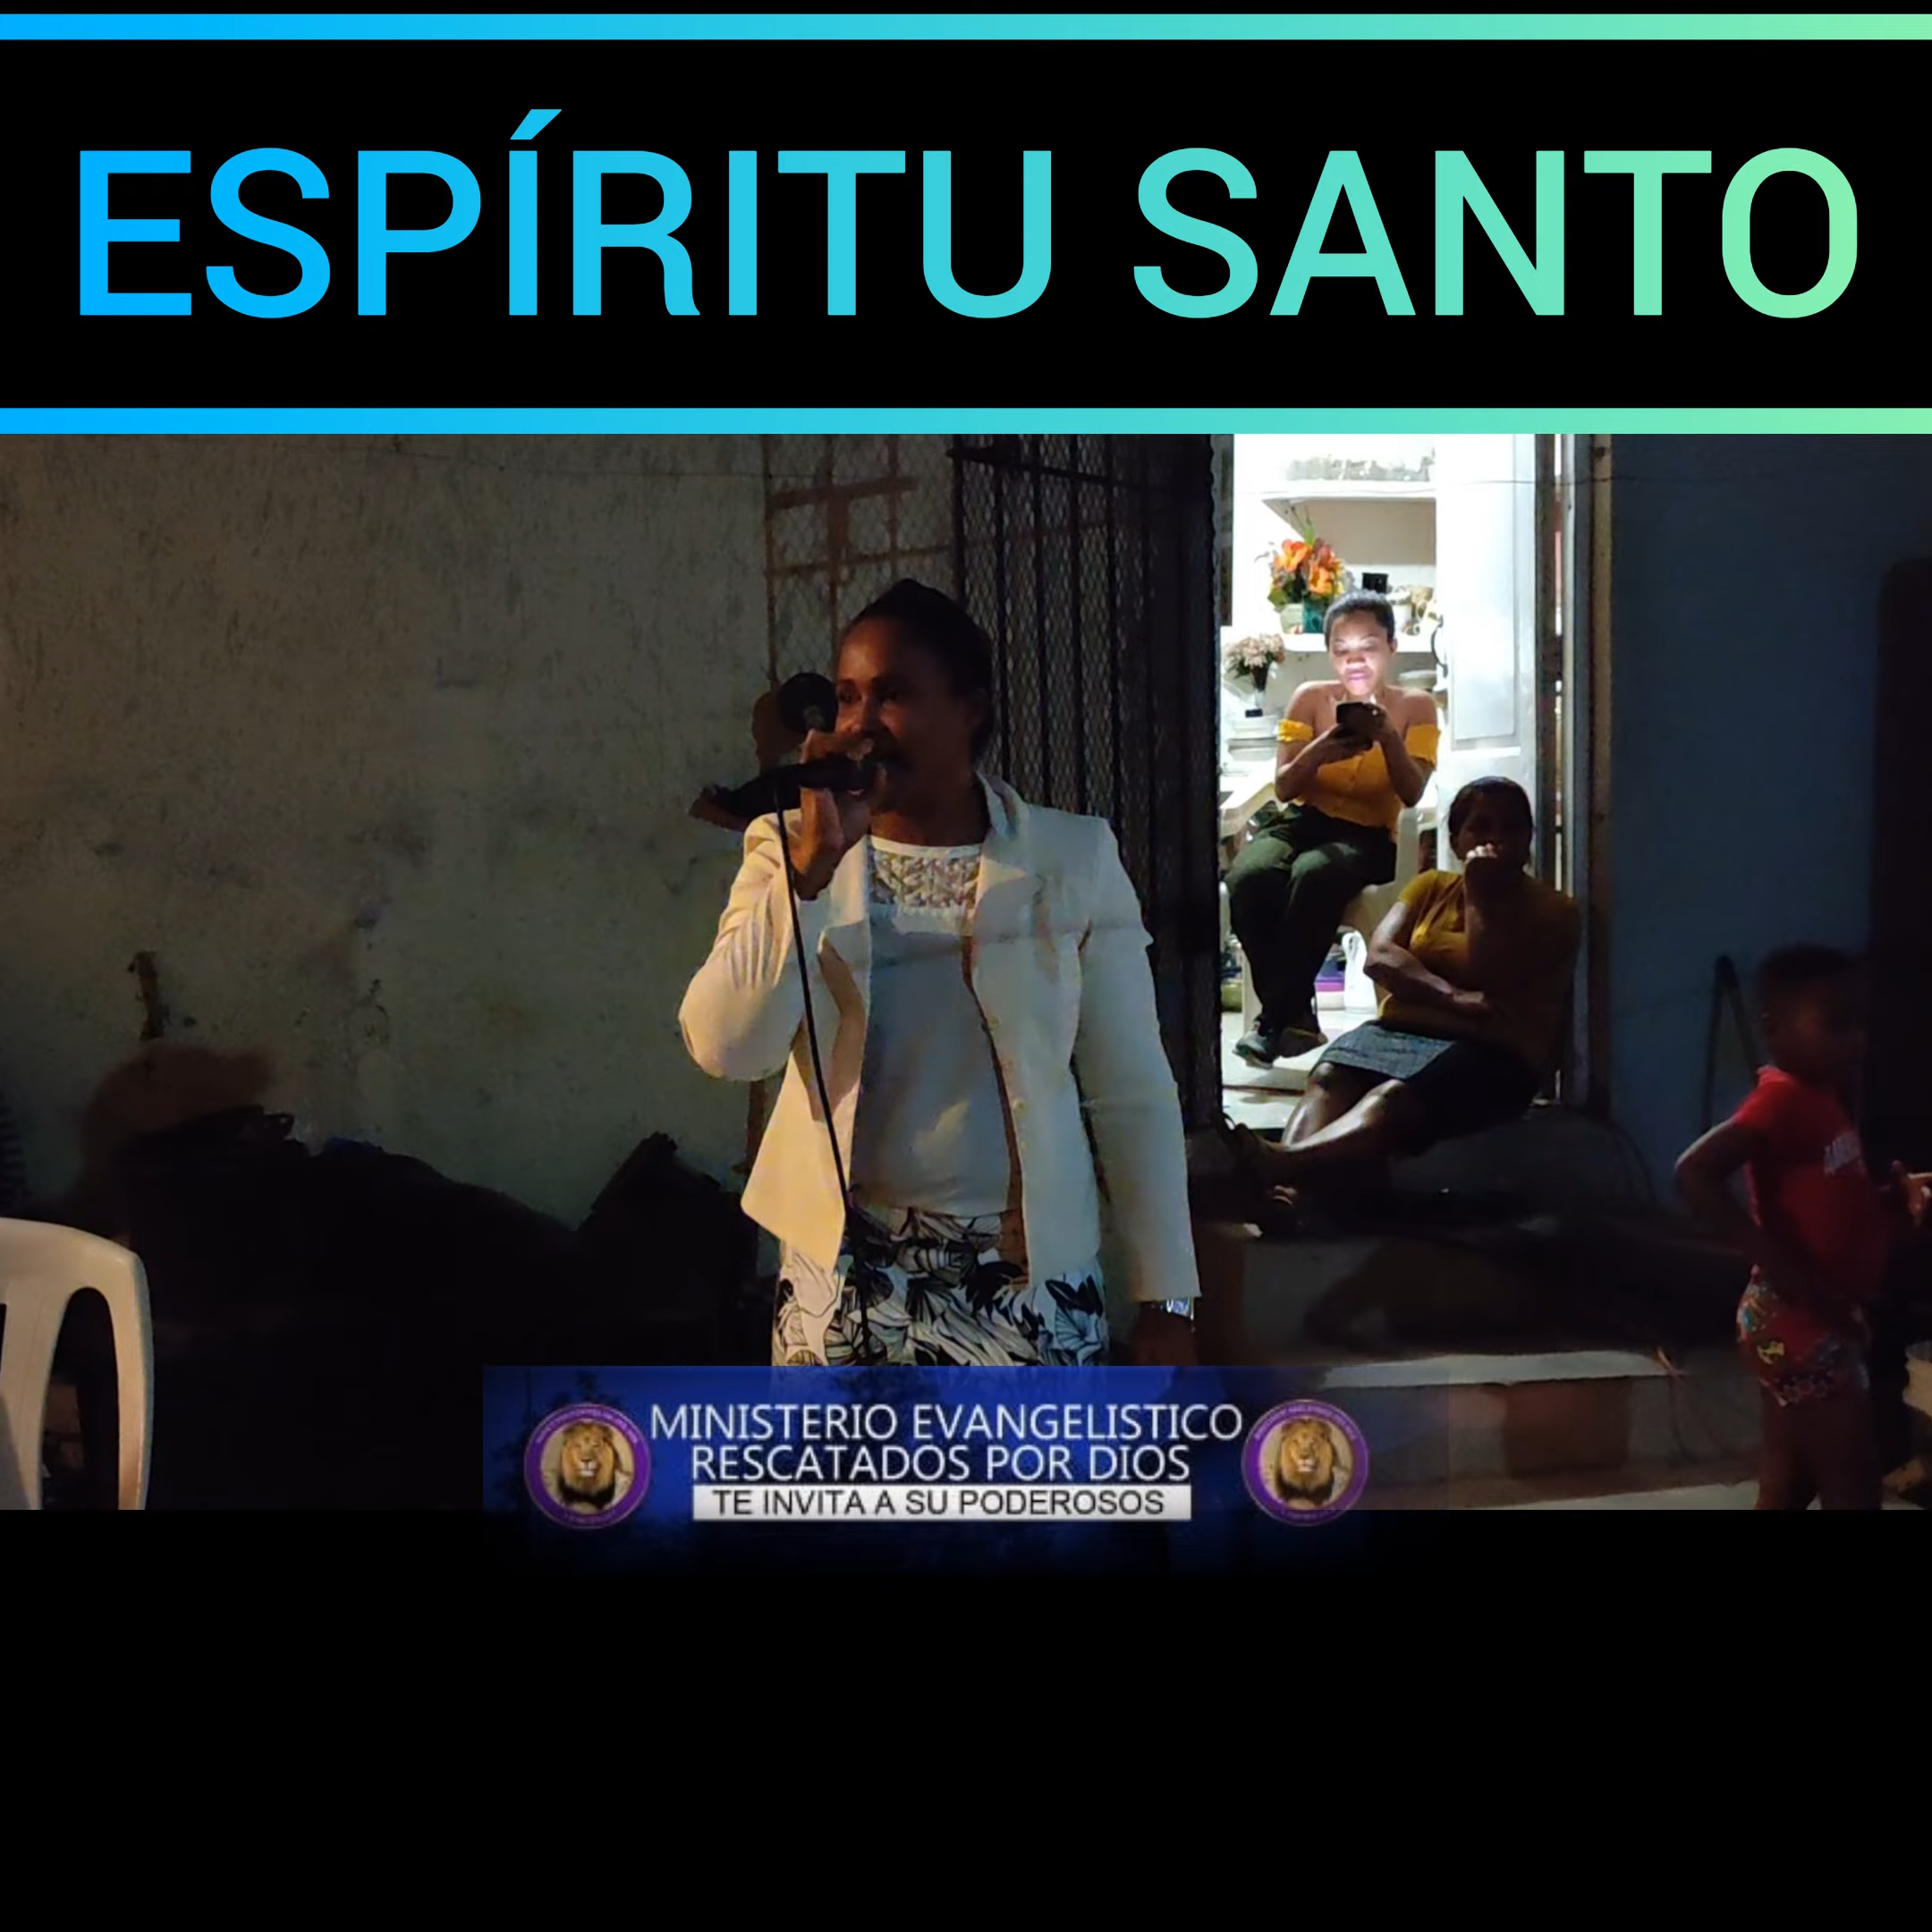 ESPÍRITU SANTO
MINISTERIO EVANGELISTICO
RESCATADOS POR DIOS
TE INVITA A SU PODEROSOS